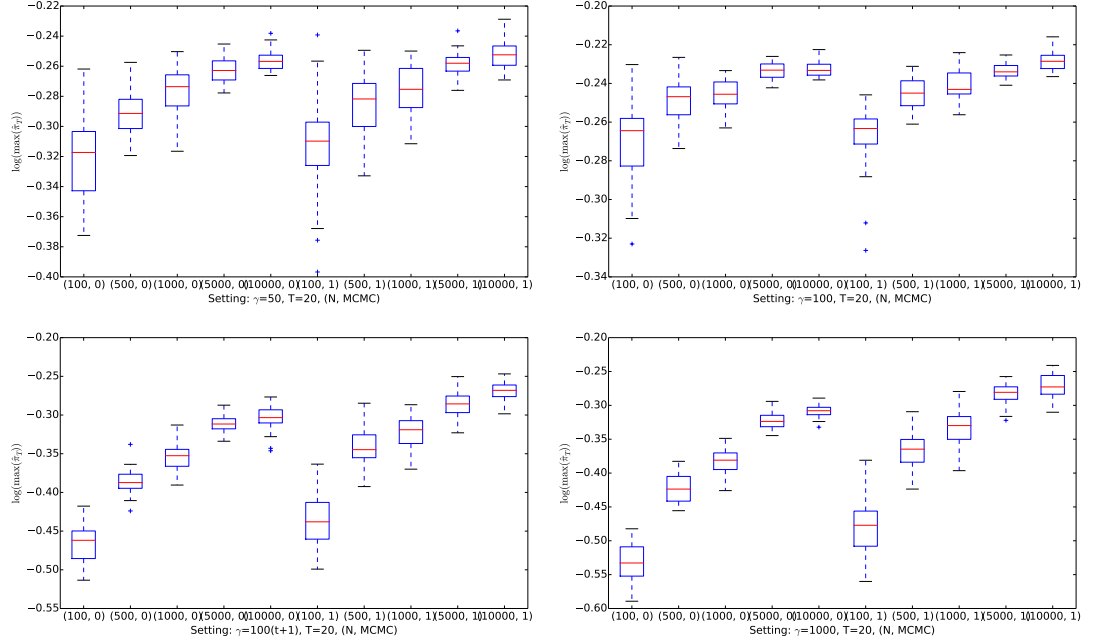 −0.22
−0.24
−0.26
−0.28
−0.30
−0.32
−0.34
−0.36
−0.38
−0.40
log(max(π̂_T))
(100, 0) (500, 0) (1000, 0) (5000, 0) (10000, 0) (100, 1) (500, 1) (1000, 1) (5000, 1) (10000, 1)
Setting: γ=50, T=20, (N, MCMC)
−0.20
−0.22
−0.24
−0.26
−0.28
−0.30
−0.32
−0.34
log(max(π̂_T))
(100, 0) (500, 0) (1000, 0) (5000, 0) (10000, 0) (100, 1) (500, 1) (1000, 1) (5000, 1) (10000, 1)
Setting: γ=100, T=20, (N, MCMC)
−0.20
−0.25
−0.30
−0.35
−0.40
−0.45
−0.50
−0.55
log(max(π̂_T))
(100, 0) (500, 0) (1000, 0) (5000, 0) (10000, 0) (100, 1) (500, 1) (1000, 1) (5000, 1) (10000, 1)
Setting: γ=100(t+1), T=20, (N, MCMC)
−0.20
−0.25
−0.30
−0.35
−0.40
−0.45
−0.50
−0.55
−0.60
log(max(π̂_T))
(100, 0) (500, 0) (1000, 0) (5000, 0) (10000, 0) (100, 1) (500, 1) (1000, 1) (5000, 1) (10000, 1)
Setting: γ=1000, T=20, (N, MCMC)